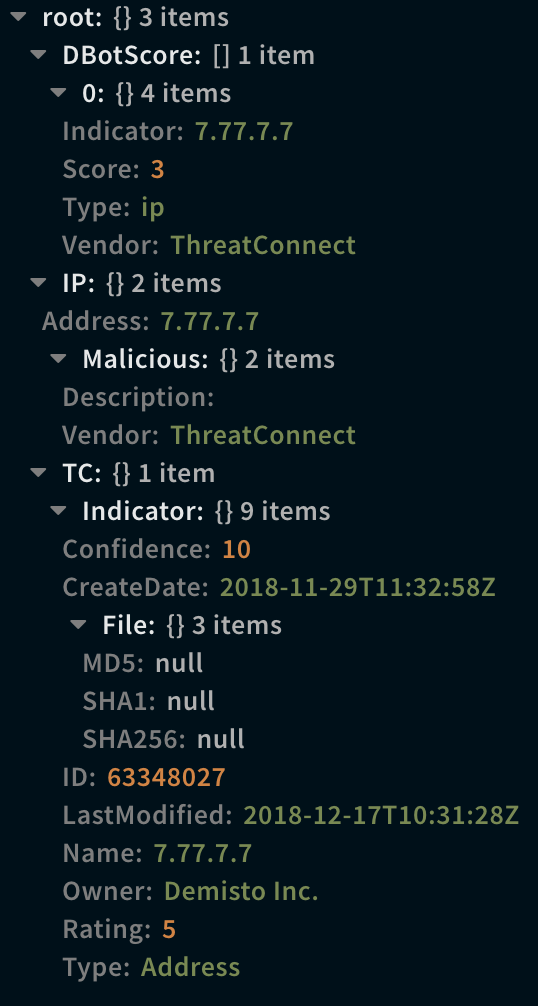 root: {} 3 items
DBotScore: [] 1 item
0: {} 4 items
Indicator: 7.77.7.7
Score: 3
Type: ip
Vendor: ThreatConnect
IP: {} 2 items
Address: 7.77.7.7
Malicious: {} 2 items
Description:
Vendor: ThreatConnect
TC: {} 1 item
Indicator: {} 9 items
Confidence: 10
CreateDate: 2018-11-29T11:32:58Z
File: {} 3 items
MD5: null
SHA1: null
SHA256: null
ID: 63348027
LastModified: 2018-12-17T10:31:28Z
Name: 7.77.7.7
Owner: Demisto Inc.
Rating: 5
Type: Address